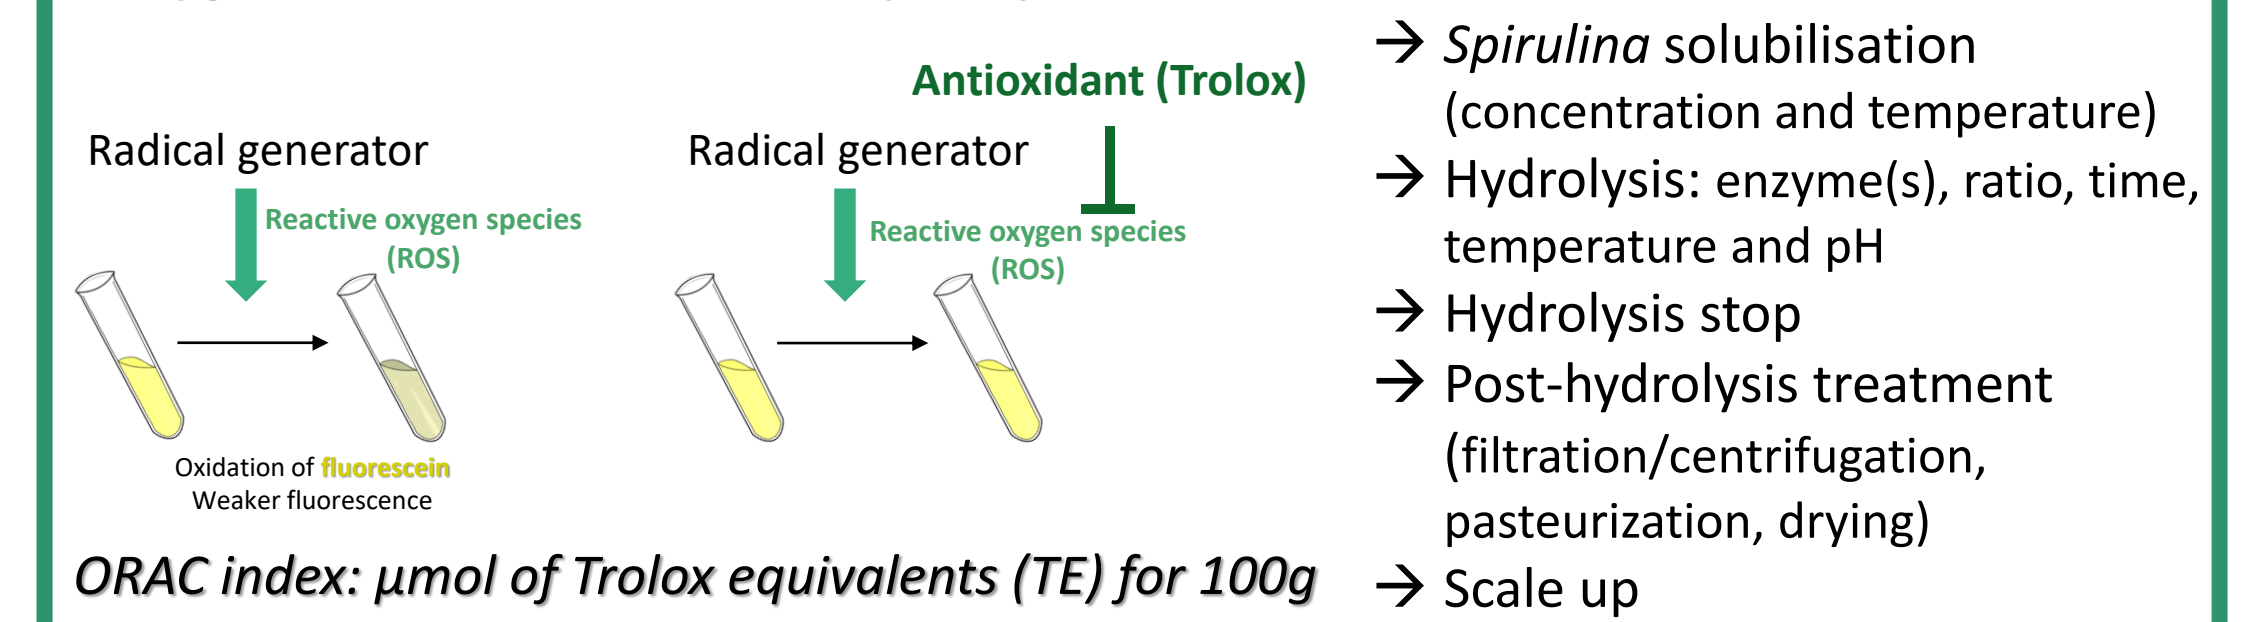 Antioxidant (Trolox)
Radical generator
Radical generator
Reactive oxygen species
(ROS)
Reactive oxygen species
(ROS)
Oxidation of fluorescein
Weaker fluorescence
ORAC index: µmol of Trolox equivalents (TE) for 100g
→ Spirulina solubilisation
(concentration and temperature)
→ Hydrolysis: enzyme(s), ratio, time,
temperature and pH
→ Hydrolysis stop
→ Post-hydrolysis treatment
(filtration/centrifugation,
pasteurization, drying)
→ Scale up